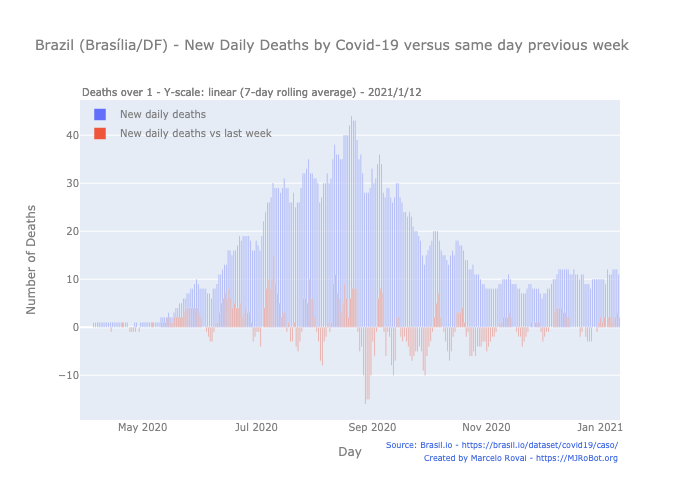 Brazil (Brasília/DF) - New Daily Deaths by Covid-19 versus same day previous week
Deaths over 1 - Y-scale: linear (7-day rolling average) - 2021/1/12
New daily deaths
New daily deaths vs last week
40
30
20
10
0
−10
Number of Deaths
May 2020
Jul 2020
Sep 2020
Nov 2020
Jan 2021
Day
Source: Brasil.io - https://brasil.io/dataset/covid19/caso/
Created by Marcelo Rovai - https://MJRoBot.org